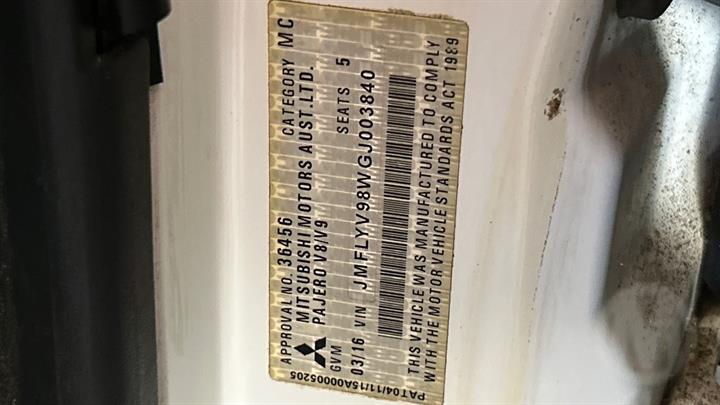 APPROVAL NO. 36456 CATEGORY MC
MITSUBISHI MOTORS AUST.LTD.
PAJERO V8/V9
GVM SEATS 5
03/16 VIN JMFLYV98WGJ003840
THIS VEHICLE WAS MANUFACTURED TO COMPLY
WITH THE MOTOR VEHICLE STANDARDS ACT 1989
PAT04/11/15A00005205